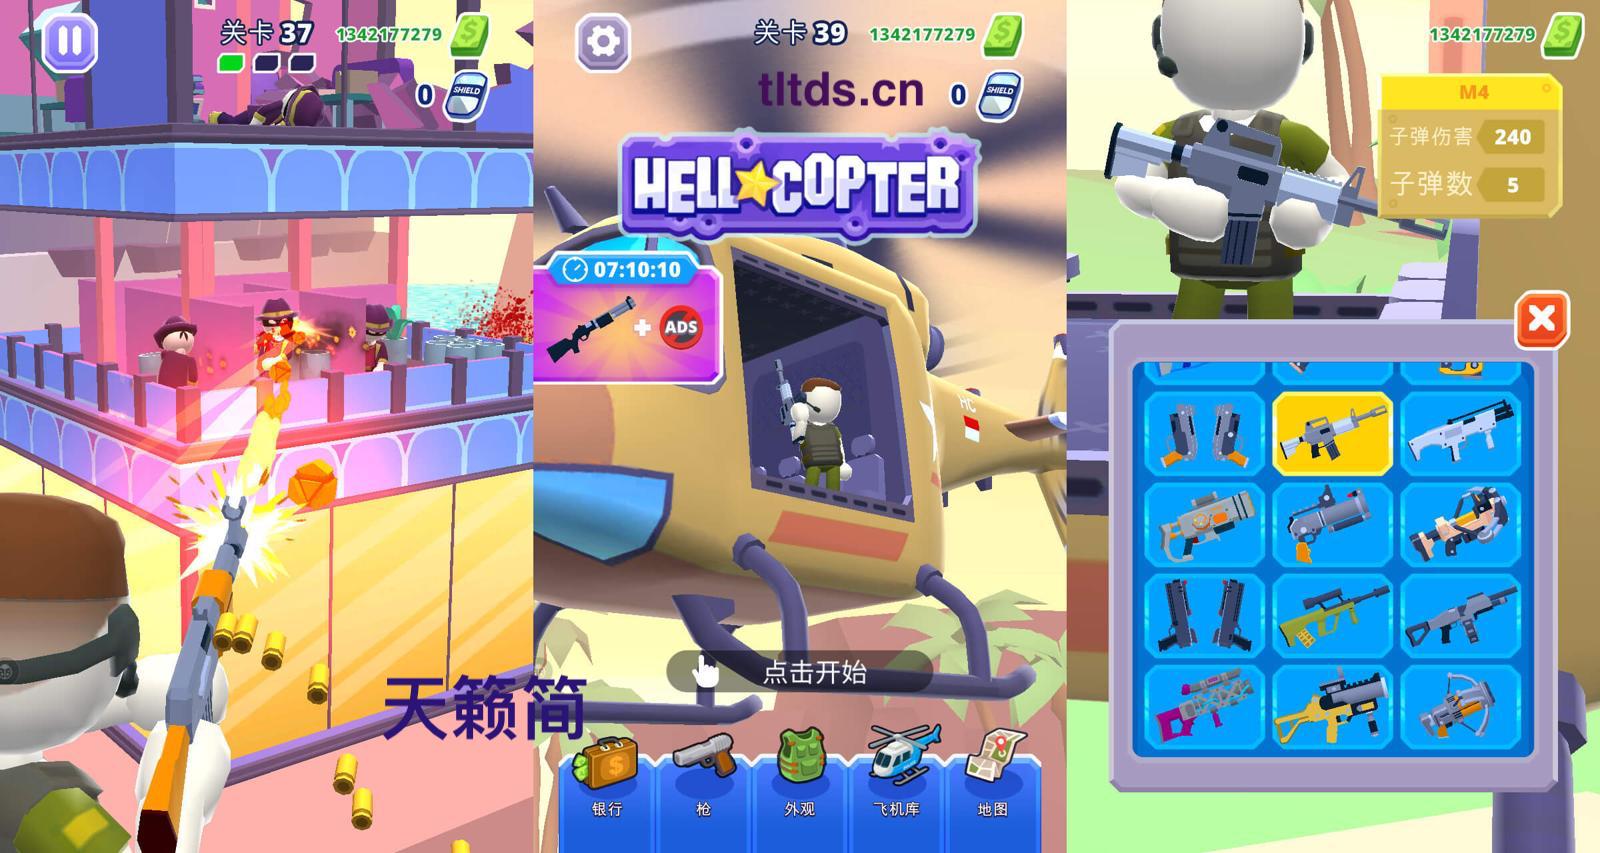 关卡 37
1342177279
0
SHIELD
天籁简
关卡 39
1342177279
tltds.cn
0
SHIELD
HELL COPTER
07:10:10
+ ADS
HC
点击开始
银行
枪
外观
飞机库
地图
1342177279
M4
子弹伤害 240
子弹数 5